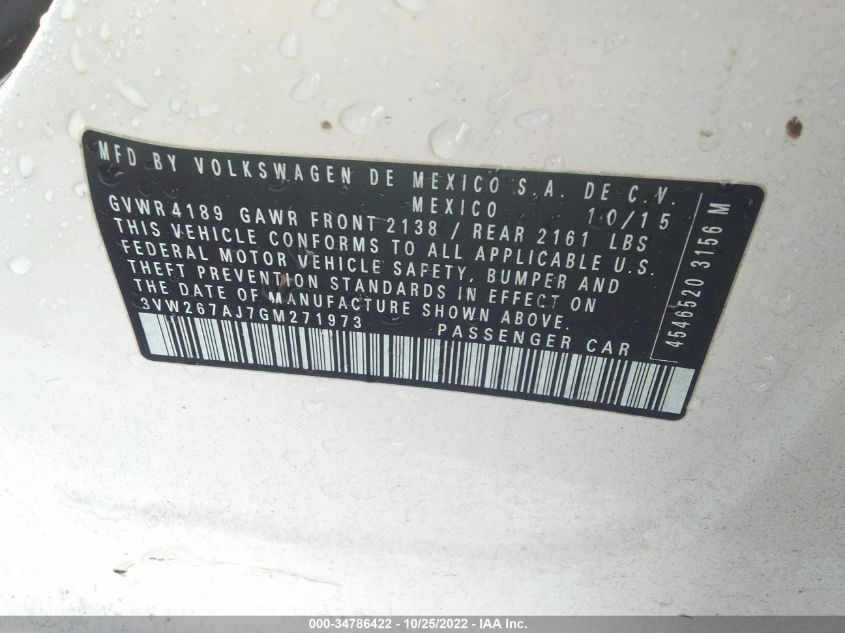 MFD BY VOLKSWAGEN DE MEXICO S.A. DE C.V.
MEXICO 10/15
GVWR 4189 GAWR FRONT 2138 / REAR 2161 LBS
THIS VEHICLE CONFORMS TO ALL APPLICABLE U.S.
FEDERAL MOTOR VEHICLE SAFETY, BUMPER AND
THEFT PREVENTION STANDARDS IN EFFECT ON
THE DATE OF MANUFACTURE SHOWN ABOVE.
3VW267AJ7GM271973 PASSENGER CAR
4546520 3156 M
000-34786422 - 10/25/2022 - IAA Inc.